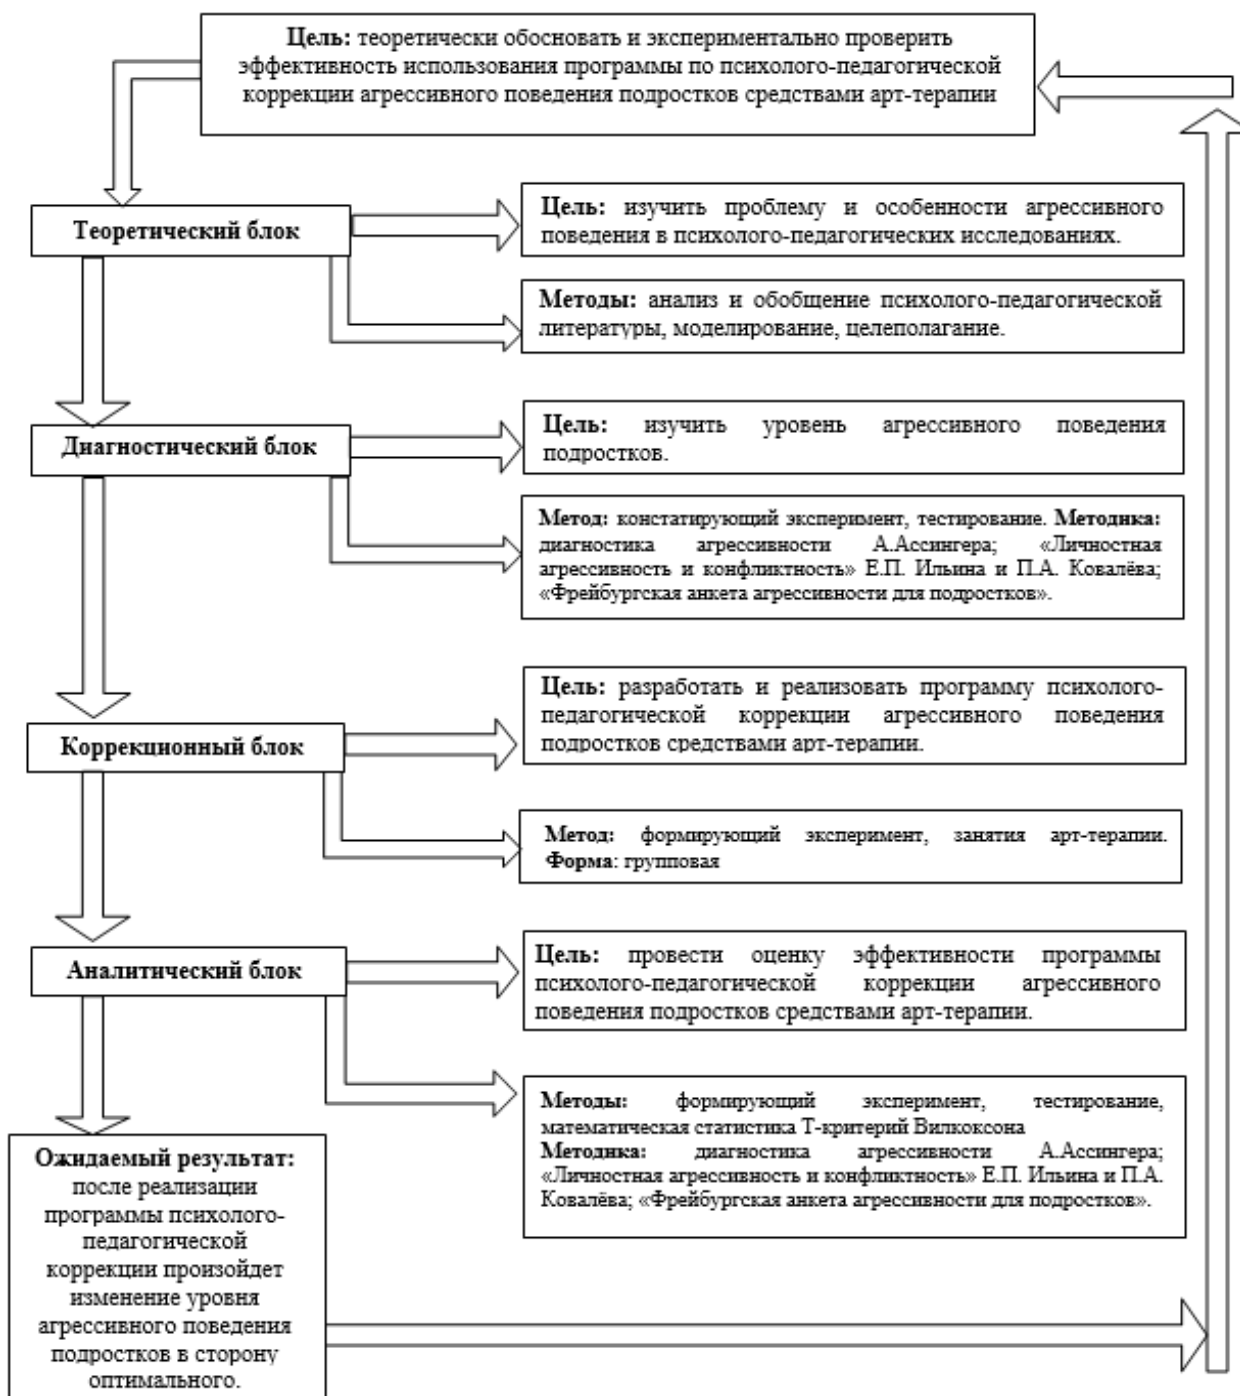 Цель: теоретически обосновать и экспериментально проверить
эффективность использования программы по психолого-педагогической
коррекции агрессивного поведения подростков средствами арт-терапии
Теоретический блок
Цель: изучить проблему и особенности агрессивного
поведения в психолого-педагогических исследованиях.
Методы: анализ и обобщение психолого-педагогической
литературы, моделирование, целеполагание.
Диагностический блок
Цель: изучить уровень агрессивного поведения
подростков.
Метод: констатирующий эксперимент, тестирование. Методика:
диагностика агрессивности А.Ассингера; «Личностная
агрессивность и конфликтность» Е.П. Ильина и П.А. Ковалёва;
«Фрейбургская анкета агрессивности для подростков».
Коррекционный блок
Цель: разработать и реализовать программу психолого-
педагогической коррекции агрессивного поведения
подростков средствами арт-терапии.
Метод: формирующий эксперимент, занятия арт-терапии.
Форма: групповая
Аналитический блок
Цель: провести оценку эффективности программы
психолого-педагогической коррекции агрессивного
поведения подростков средствами арт-терапии.
Методы: формирующий эксперимент, тестирование,
математическая статистика Т-критерий Вилкоксона
Методика: диагностика агрессивности А.Ассингера;
«Личностная агрессивность и конфликтность» Е.П. Ильина и П.А.
Ковалёва; «Фрейбургская анкета агрессивности для подростков».
Ожидаемый результат:
после реализации
программы психолого-
педагогической
коррекции произойдет
изменение уровня
агрессивного поведения
подростков в сторону
оптимального.